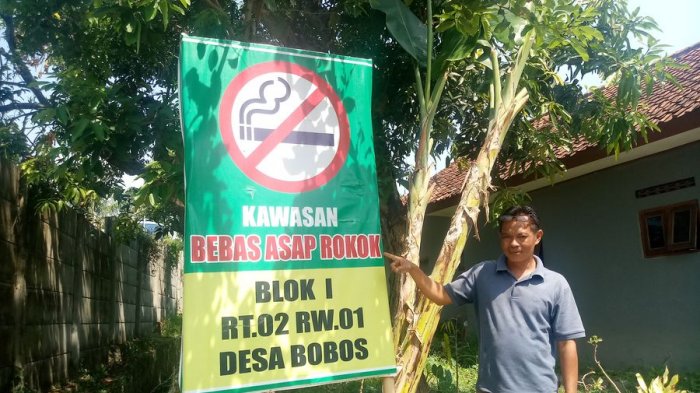 KAWASAN
BEBAS ASAP ROKOK
BLOK I
RT.02 RW.01
DESA BOBOS